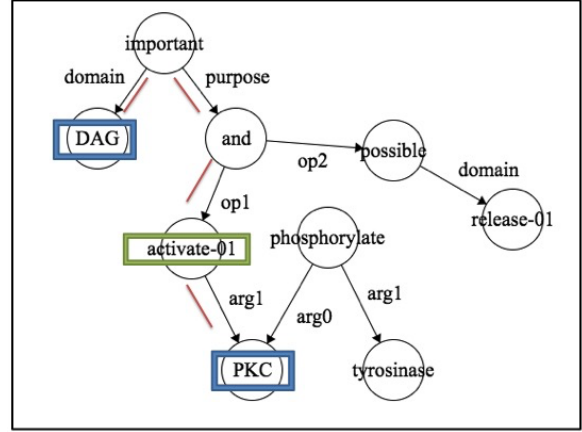 important
domain
purpose
DAG
and
possible
op2
domain
op1
release-01
activate-01
phosphorylate
arg1
arg0
arg1
PKC
tyrosinase